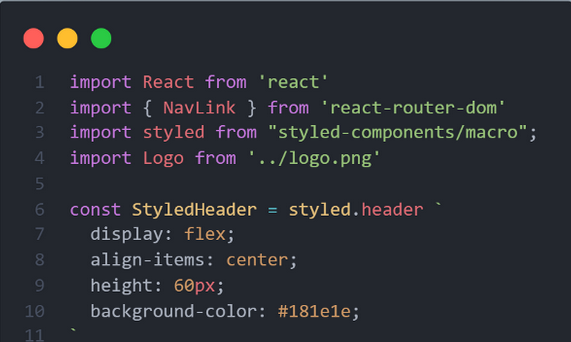 1 import React from 'react'
2 import { NavLink } from 'react-router-dom'
3 import styled from "styled-components/macro";
4 import Logo from '../logo.png'
5
6 const StyledHeader = styled.header `
7   display: flex;
8   align-items: center;
9   height: 60px;
10   background-color: #181e1e;
11 `